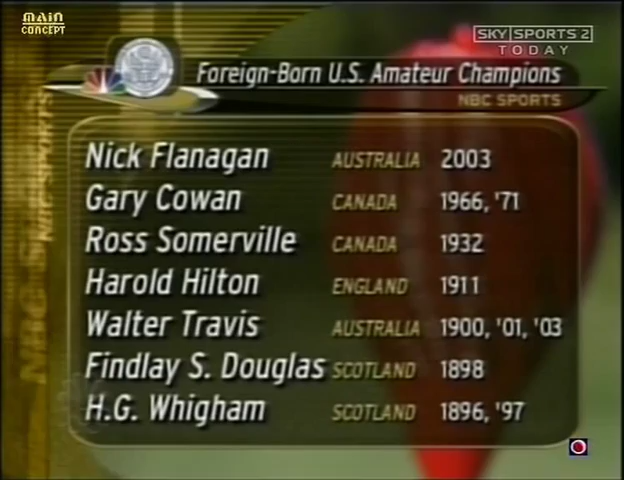 MAIN
CONCEPT
SKY SPORTS 2
TODAY
Foreign-Born U.S. Amateur Champions
NBC SPORTS
Nick Flanagan AUSTRALIA 2003
Gary Cowan CANADA 1966, '71
Ross Somerville CANADA 1932
Harold Hilton ENGLAND 1911
Walter Travis AUSTRALIA 1900, '01, '03
Findlay S. Douglas SCOTLAND 1898
H.G. Whigham SCOTLAND 1896, '97
NBC SPORTS